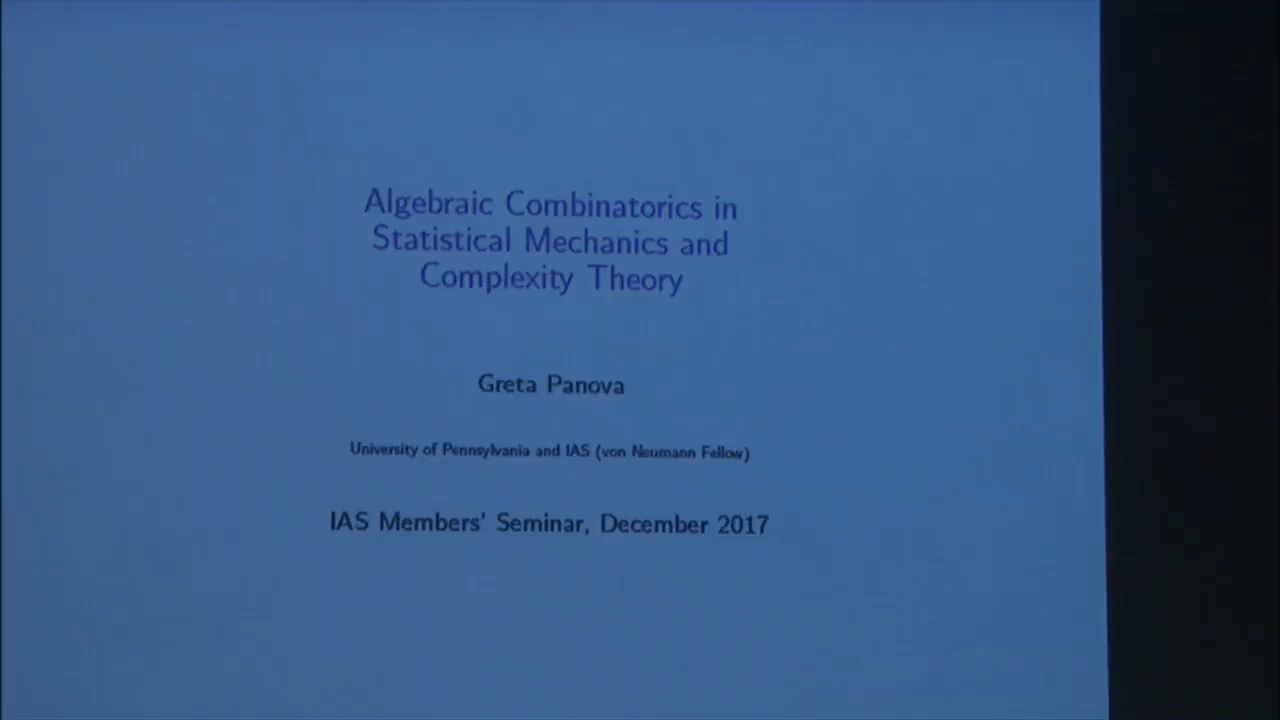 Algebraic Combinatorics in
Statistical Mechanics and
Complexity Theory
Greta Panova
University of Pennsylvania and IAS (von Neumann Fellow)
IAS Members' Seminar, December 2017